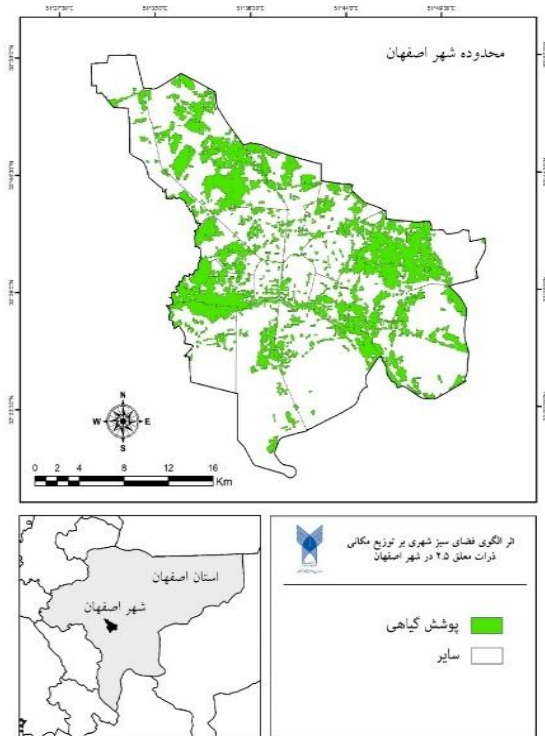 محدوده شهر اصفهان
N
W E
S
0 2 4 8 12 16
Km
استان اصفهان
شهر اصفهان
اثر الگوی فضای سبز شهری بر توزیع مکانی
ذرات معلق ۲.۵ در شهر اصفهان
پوشش گیاهی
سایر